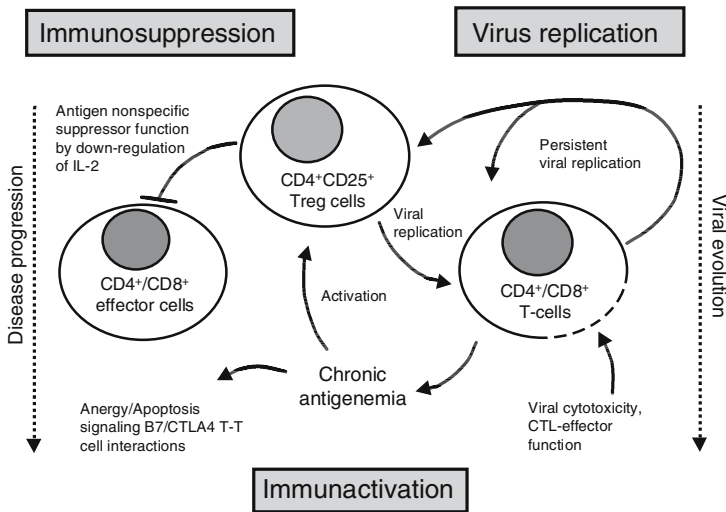 Immunosuppression
Virus replication
Antigen nonspecific
suppressor function
by down-regulation
of IL-2
CD4⁺CD25⁺
Treg cells
Persistent
viral replication
Viral
replication
Disease progression
CD4⁺/CD8⁺
effector cells
Activation
CD4⁺/CD8⁺
T-cells
Viral evolution
Chronic
antigenemia
Anergy/Apoptosis
signaling B7/CTLA4 T-T
cell interactions
Viral cytotoxicity,
CTL-effector
function
Immunactivation